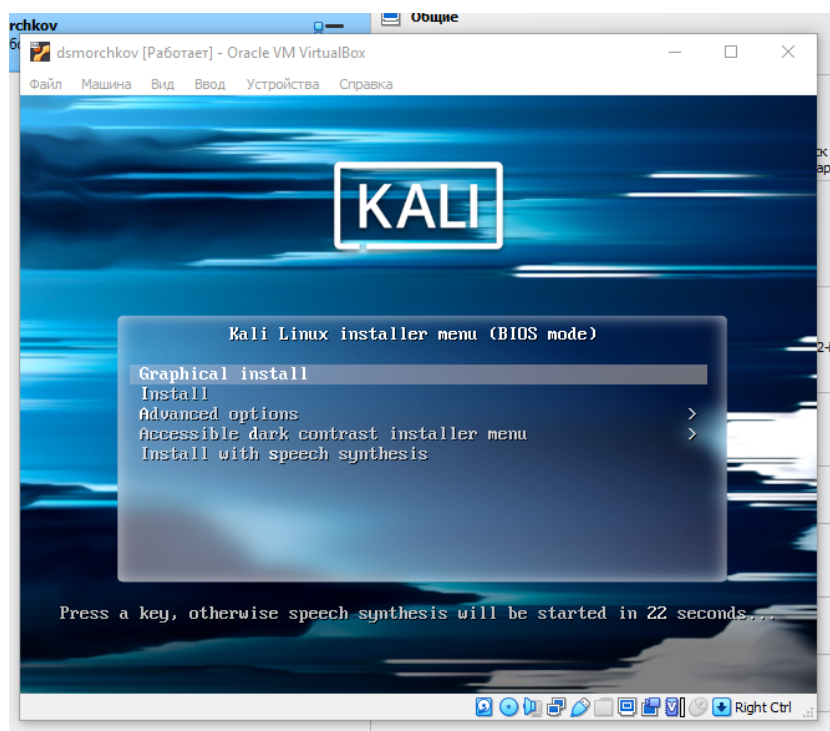 rchkov
Общие
dsmorchkov [Работает] - Oracle VM VirtualBox
Файл Машина Вид Ввод Устройства Справка
KALI
Kali Linux installer menu (BIOS mode)
Graphical install
Install
Advanced options >
Accessible dark contrast installer menu >
Install with speech synthesis
Press a key, otherwise speech synthesis will be started in 22 seconds...
Right Ctrl